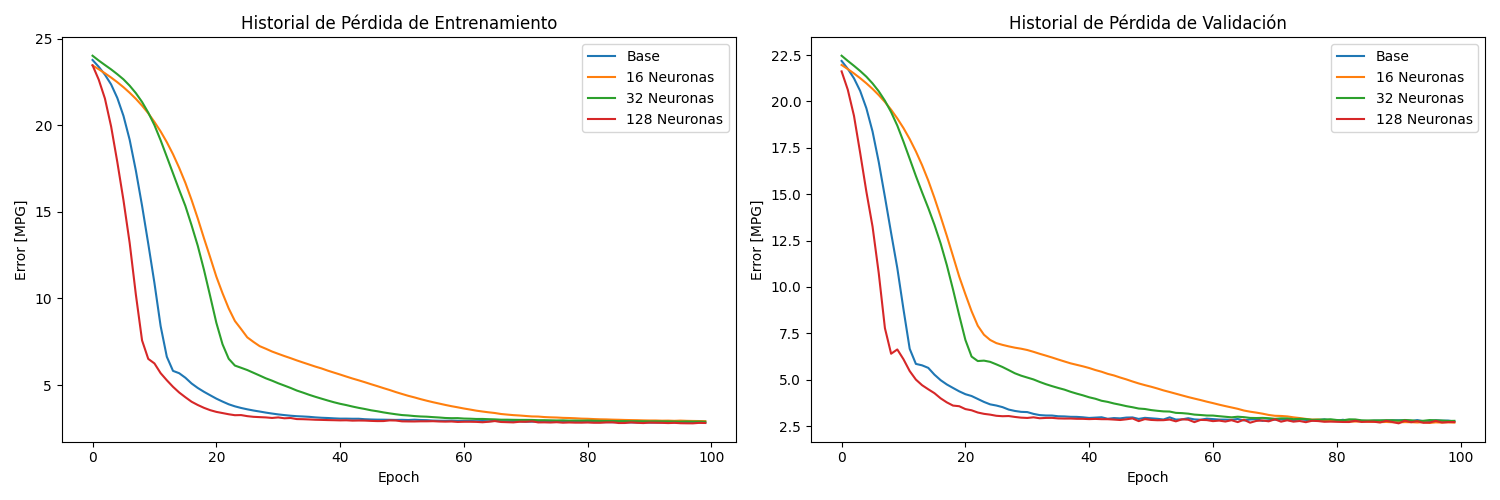 Historial de Pérdida de Entrenamiento
25
20
15
10
5
Error [MPG]
0
20
40
60
80
100
Epoch
Base
16 Neuronas
32 Neuronas
128 Neuronas
Historial de Pérdida de Validación
22.5
20.0
17.5
15.0
12.5
10.0
7.5
5.0
2.5
Error [MPG]
0
20
40
60
80
100
Epoch
Base
16 Neuronas
32 Neuronas
128 Neuronas